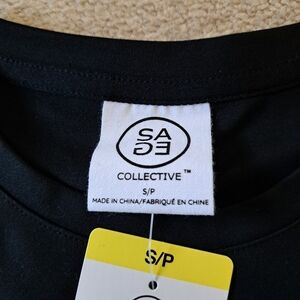 SA
GE
COLLECTIVE™
S/P
MADE IN CHINA/FABRIQUÉ EN CHINE
S/P